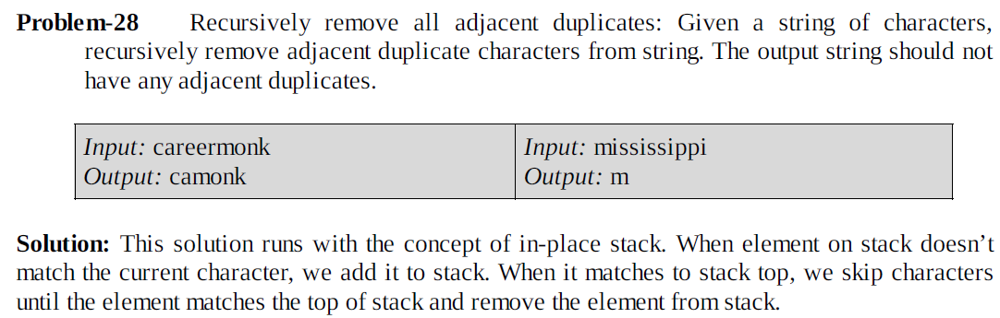 Problem-28 Recursively remove all adjacent duplicates: Given a string of characters,
recursively remove adjacent duplicate characters from string. The output string should not
have any adjacent duplicates.
Input: careermonk
Output: camonk
Input: mississippi
Output: m
Solution: This solution runs with the concept of in-place stack. When element on stack doesn’t
match the current character, we add it to stack. When it matches to stack top, we skip characters
until the element matches the top of stack and remove the element from stack.